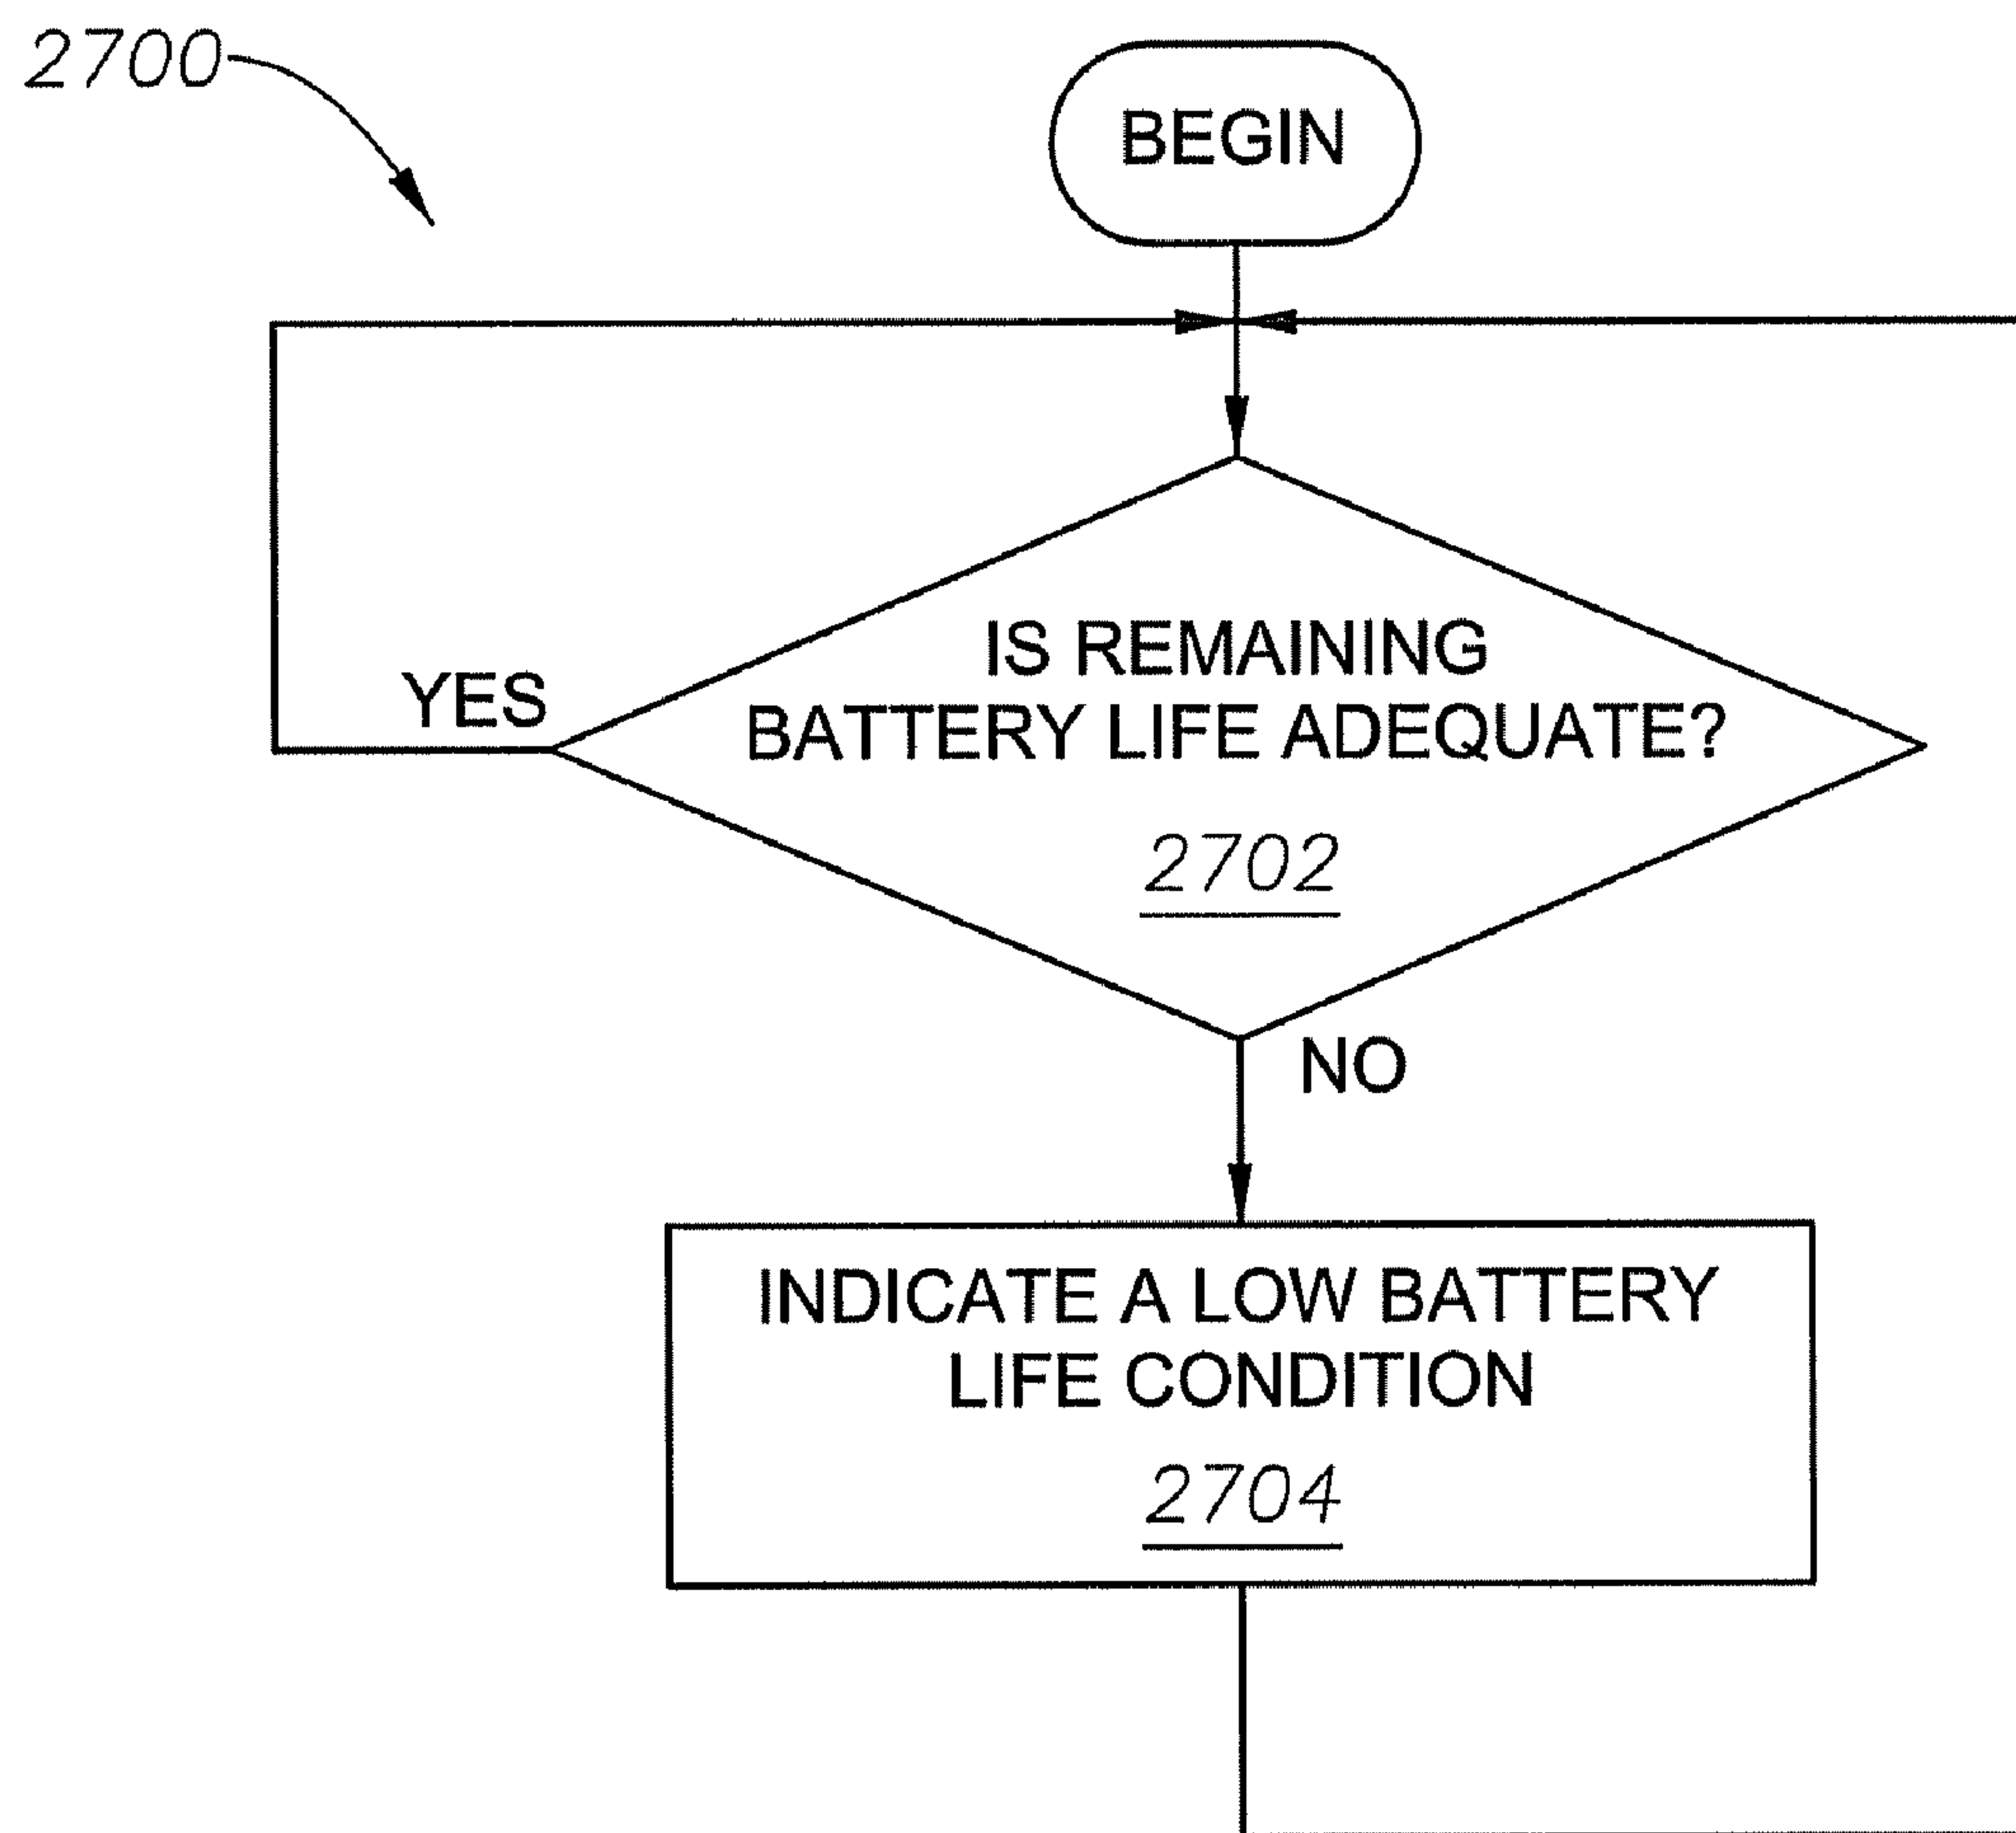 2700
BEGIN
IS REMAINING
BATTERY LIFE ADEQUATE?
2702
YES
NO
INDICATE A LOW BATTERY
LIFE CONDITION
2704